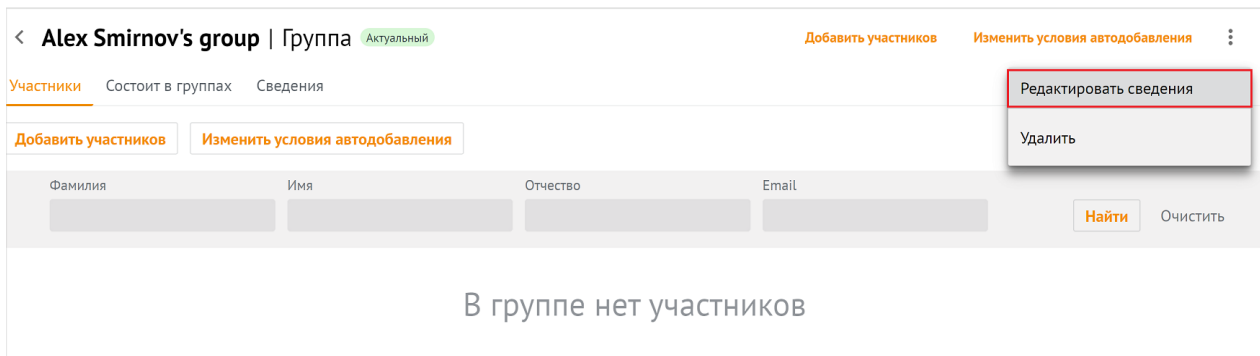 Alex Smirnov's group | Группа Актуальный
Добавить участников Изменить условия автодобавления
Участники Состоит в группах Сведения
Редактировать сведения
Удалить
Добавить участников Изменить условия автодобавления
Фамилия Имя Отчество Email
Найти Очистить
В группе нет участников